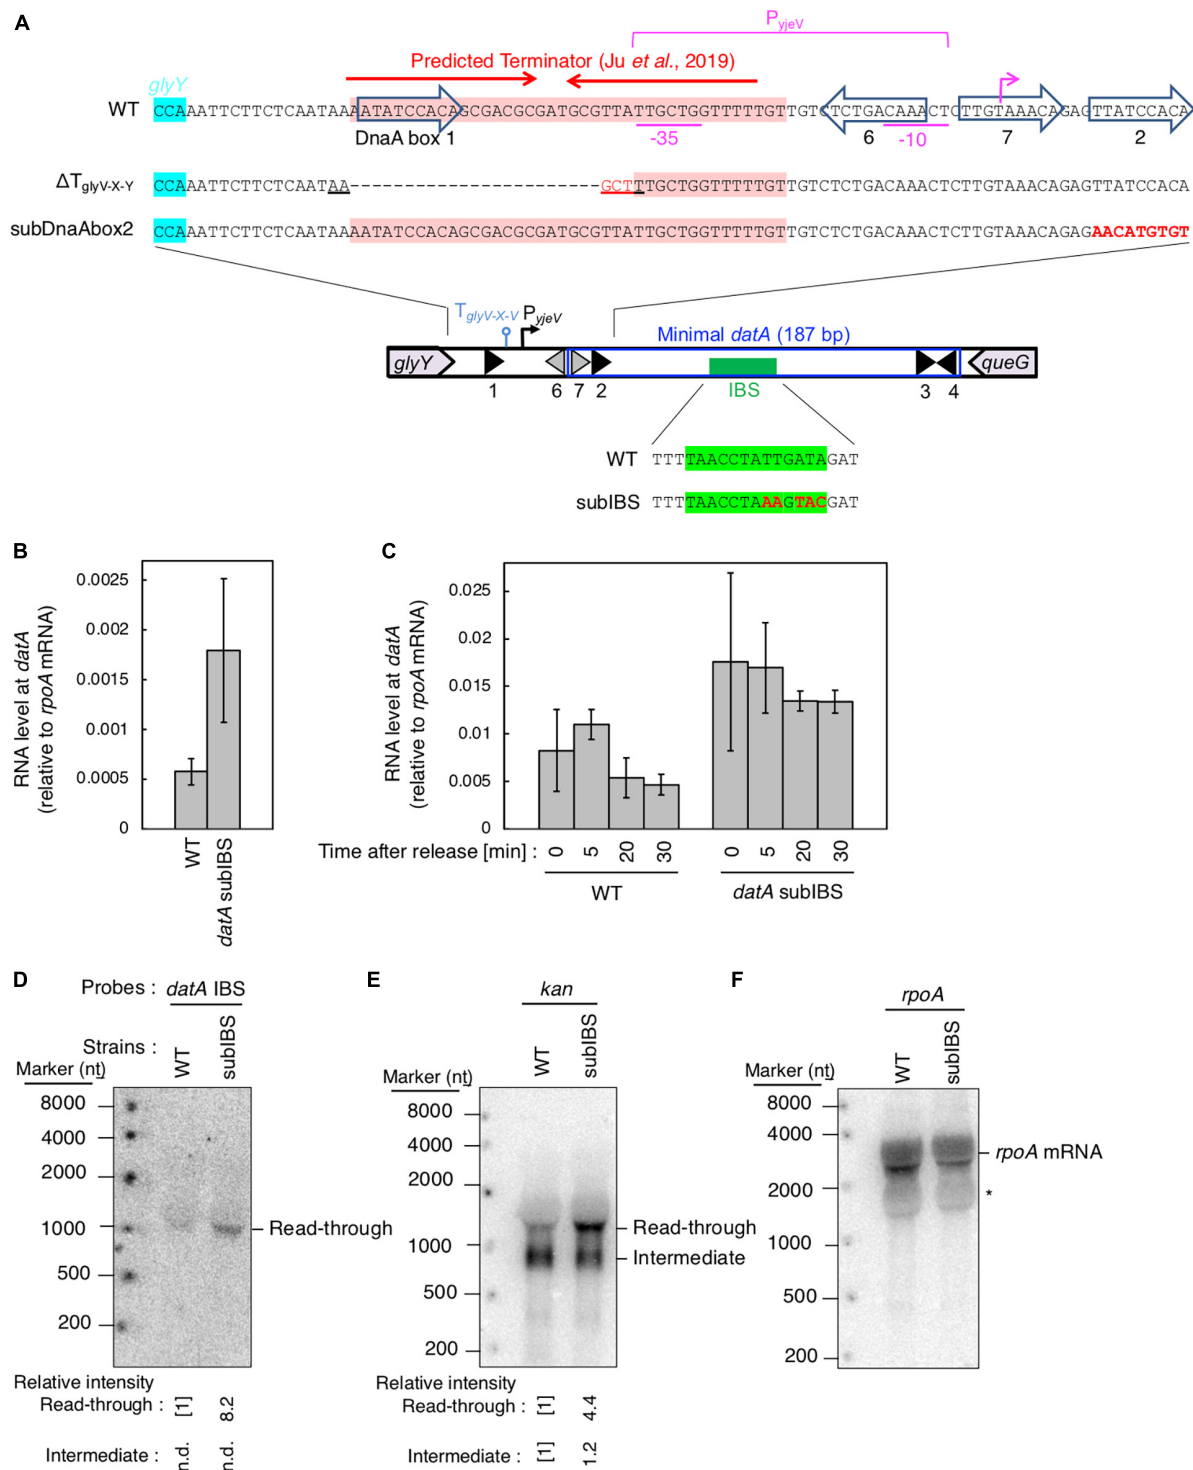 A
P_yjeV
Predicted Terminator (Ju et al., 2019)
glyY
WT
CCAAATTCTTCTCAATAAAATATCCACAGCGACGCGATGCGTTATTGCTGGTTTTTGTTGTCTCTGACAAACTCTTGTAAACAGAGTTATCCACA
DnaA box 1
-35
6
-10
7
2
ΔT_glyV-X-Y
CCAAATTCTTCTCAATAA----------------------GCTTTGCTGGTTTTTGTTGTCTCTGACAAACTCTTGTAAACAGAGTTATCCACA
subDnaAbox2
CCAAATTCTTCTCAATAAAATATCCACAGCGACGCGATGCGTTATTGCTGGTTTTTGTTGTCTCTGACAAACTCTTGTAAACAGAGAACATGTGT
T_glyV-X-V P_yjeV
Minimal datA (187 bp)
glyY
queG
1
6
7
2
IBS
3
4
WT
TTTTAACCTATTGATAGAT
subIBS
TTTTAACCTAAAGTACGAT
B
RNA level at datA
(relative to rpoA mRNA)
0.0025
0.002
0.0015
0.001
0.0005
0
WT
datA subIBS
C
RNA level at datA
(relative to rpoA mRNA)
0.025
0.02
0.015
0.01
0.005
0
Time after release [min] :
0
5
20
30
0
5
20
30
WT
datA subIBS
D
Probes : datA IBS
Strains :
WT
subIBS
Marker (nt)
8000
4000
2000
1000
500
200
Read-through
Relative intensity
Read-through : [1] 8.2
Intermediate : n.d. n.d.
E
kan
WT
subIBS
Marker (nt)
8000
4000
2000
1000
500
200
Read-through
Intermediate
Relative intensity
Read-through : [1] 4.4
Intermediate : [1] 1.2
F
rpoA
WT
subIBS
Marker (nt)
8000
4000
2000
1000
500
200
rpoA mRNA
*